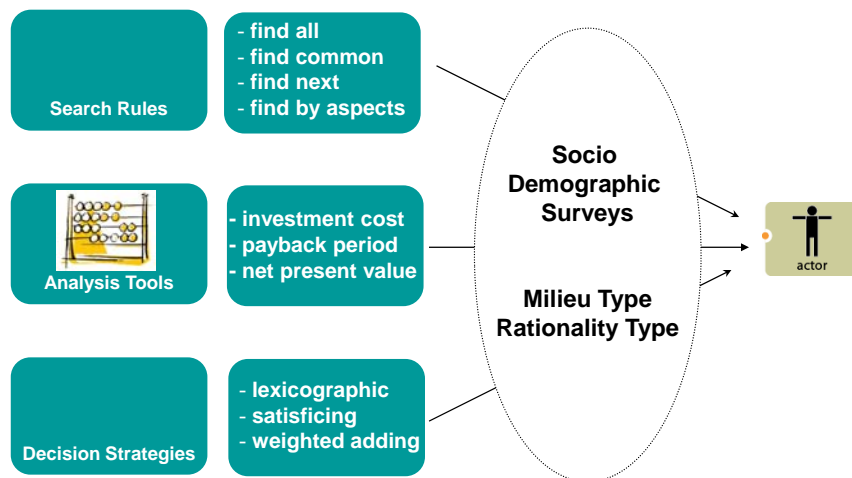 Search Rules
- find all
- find common
- find next
- find by aspects
Analysis Tools
- investment cost
- payback period
- net present value
Decision Strategies
- lexicographic
- satisficing
- weighted adding
Socio
Demographic
Surveys
Milieu Type
Rationality Type
actor